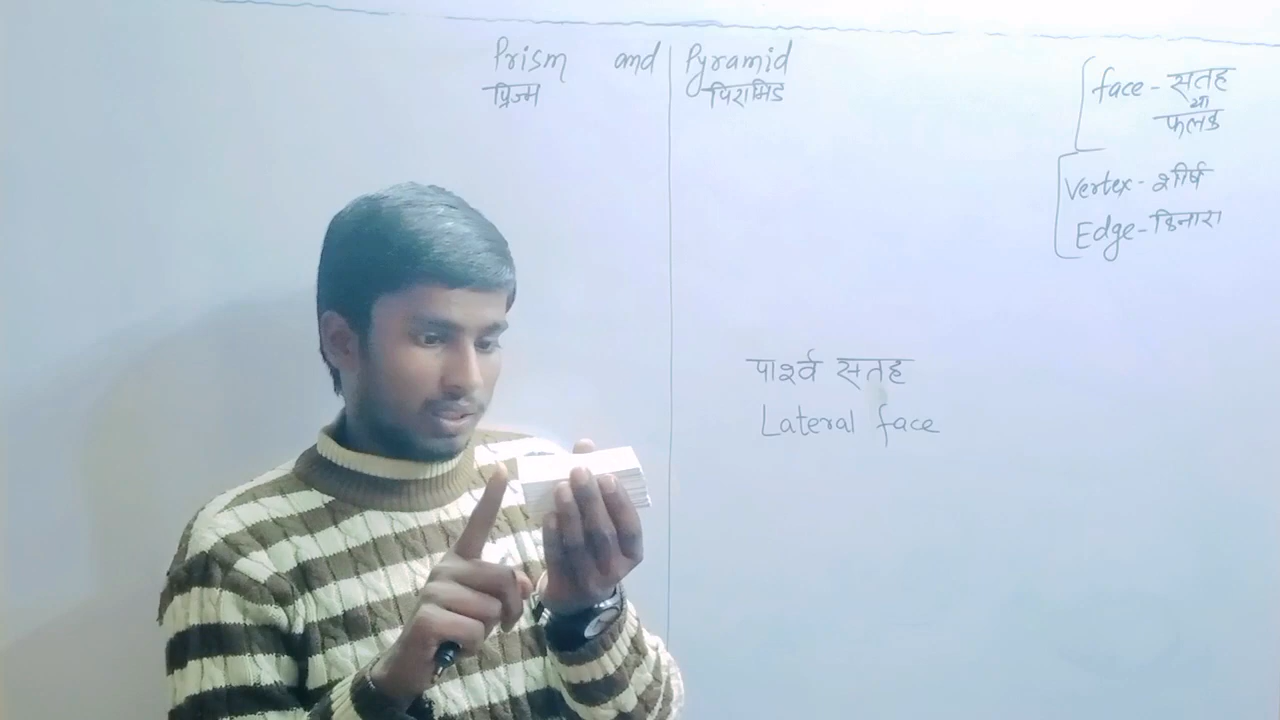 Prism and Pyramid
प्रिज्म पिरामिड
face - सतह
या
फलक
Vertex - शीर्ष
Edge - किनारा
पार्श्व सतह
Lateral face